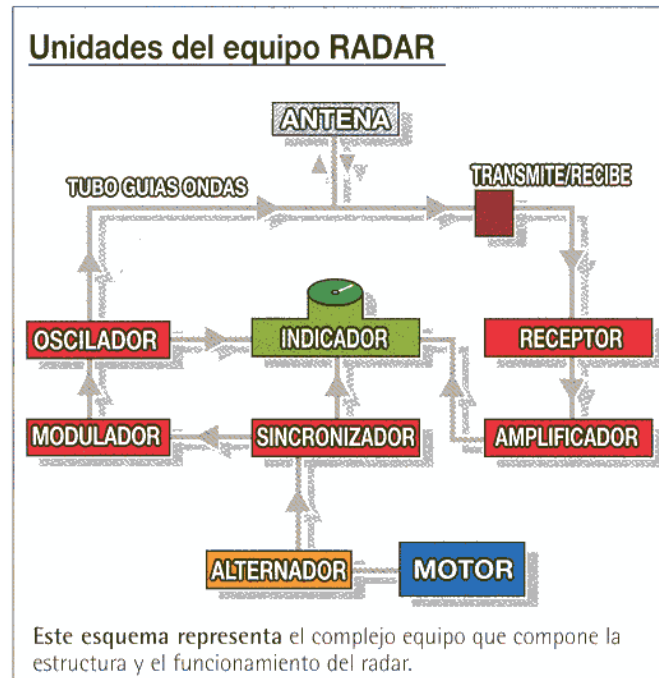 Unidades del equipo RADAR
ANTENA
TUBO GUIAS ONDAS
TRANSMITE/RECIBE
OSCILADOR
INDICADOR
RECEPTOR
MODULADOR
SINCRONIZADOR
AMPLIFICADOR
ALTERNADOR
MOTOR
Este esquema representa el complejo equipo que compone la
estructura y el funcionamiento del radar.